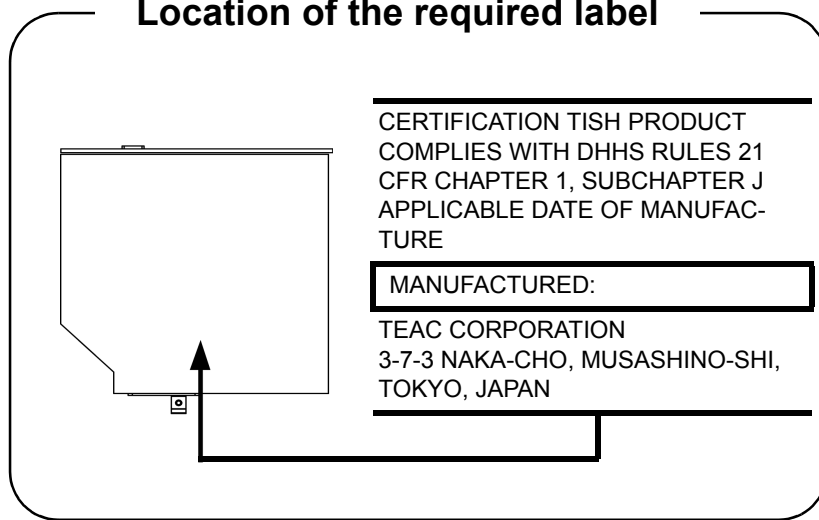 Location of the required label
CERTIFICATION TISH PRODUCT
COMPLIES WITH DHHS RULES 21
CFR CHAPTER 1, SUBCHAPTER J
APPLICABLE DATE OF MANUFAC-
TURE
MANUFACTURED:
TEAC CORPORATION
3-7-3 NAKA-CHO, MUSASHINO-SHI,
TOKYO, JAPAN